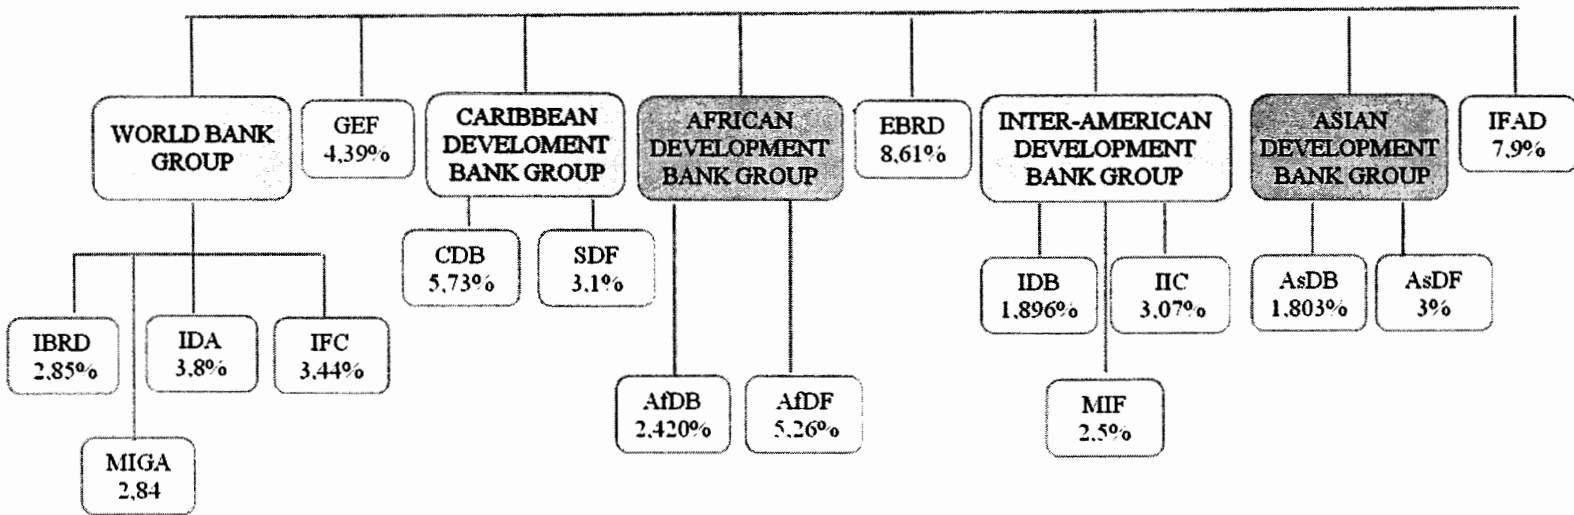 WORLD BANK
GROUP
GEF
4,39%
CARIBBEAN
DEVELOMENT
BANK GROUP
AFRICAN
DEVELOPMENT
BANK GROUP
EBRD
8,61%
INTER-AMERICAN
DEVELOPMENT
BANK GROUP
ASIAN
DEVELOPMENT
BANK GROUP
IFAD
7,9%
CDB
5,73%
SDF
3,1%
IDB
1,896%
IIC
3,07%
AsDB
1,803%
AsDF
3%
IBRD
2,85%
IDA
3,8%
IFC
3,44%
AfDB
2,420%
AfDF
5,26%
MIF
2,5%
MIGA
2,84